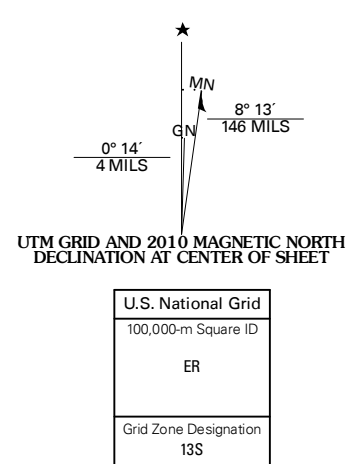 MN
GN
8° 13´
146 MILS
0° 14´
4 MILS
UTM GRID AND 2010 MAGNETIC NORTH
DECLINATION AT CENTER OF SHEET
U.S. National Grid
100,000-m Square ID
ER
Grid Zone Designation
13S